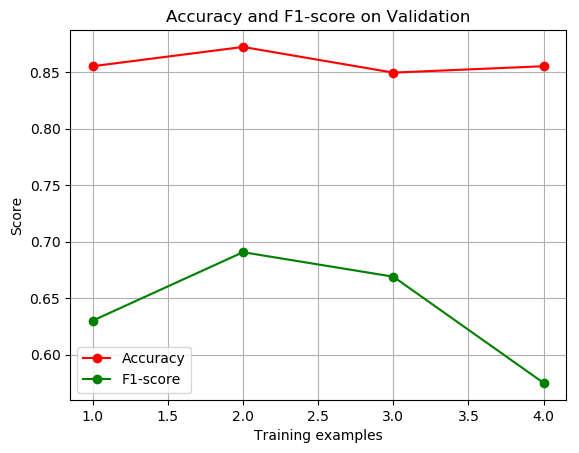 Accuracy and F1-score on Validation
0.85
0.80
0.75
0.70
0.65
0.60
Score
Accuracy
F1-score
1.0 1.5 2.0 2.5 3.0 3.5 4.0
Training examples